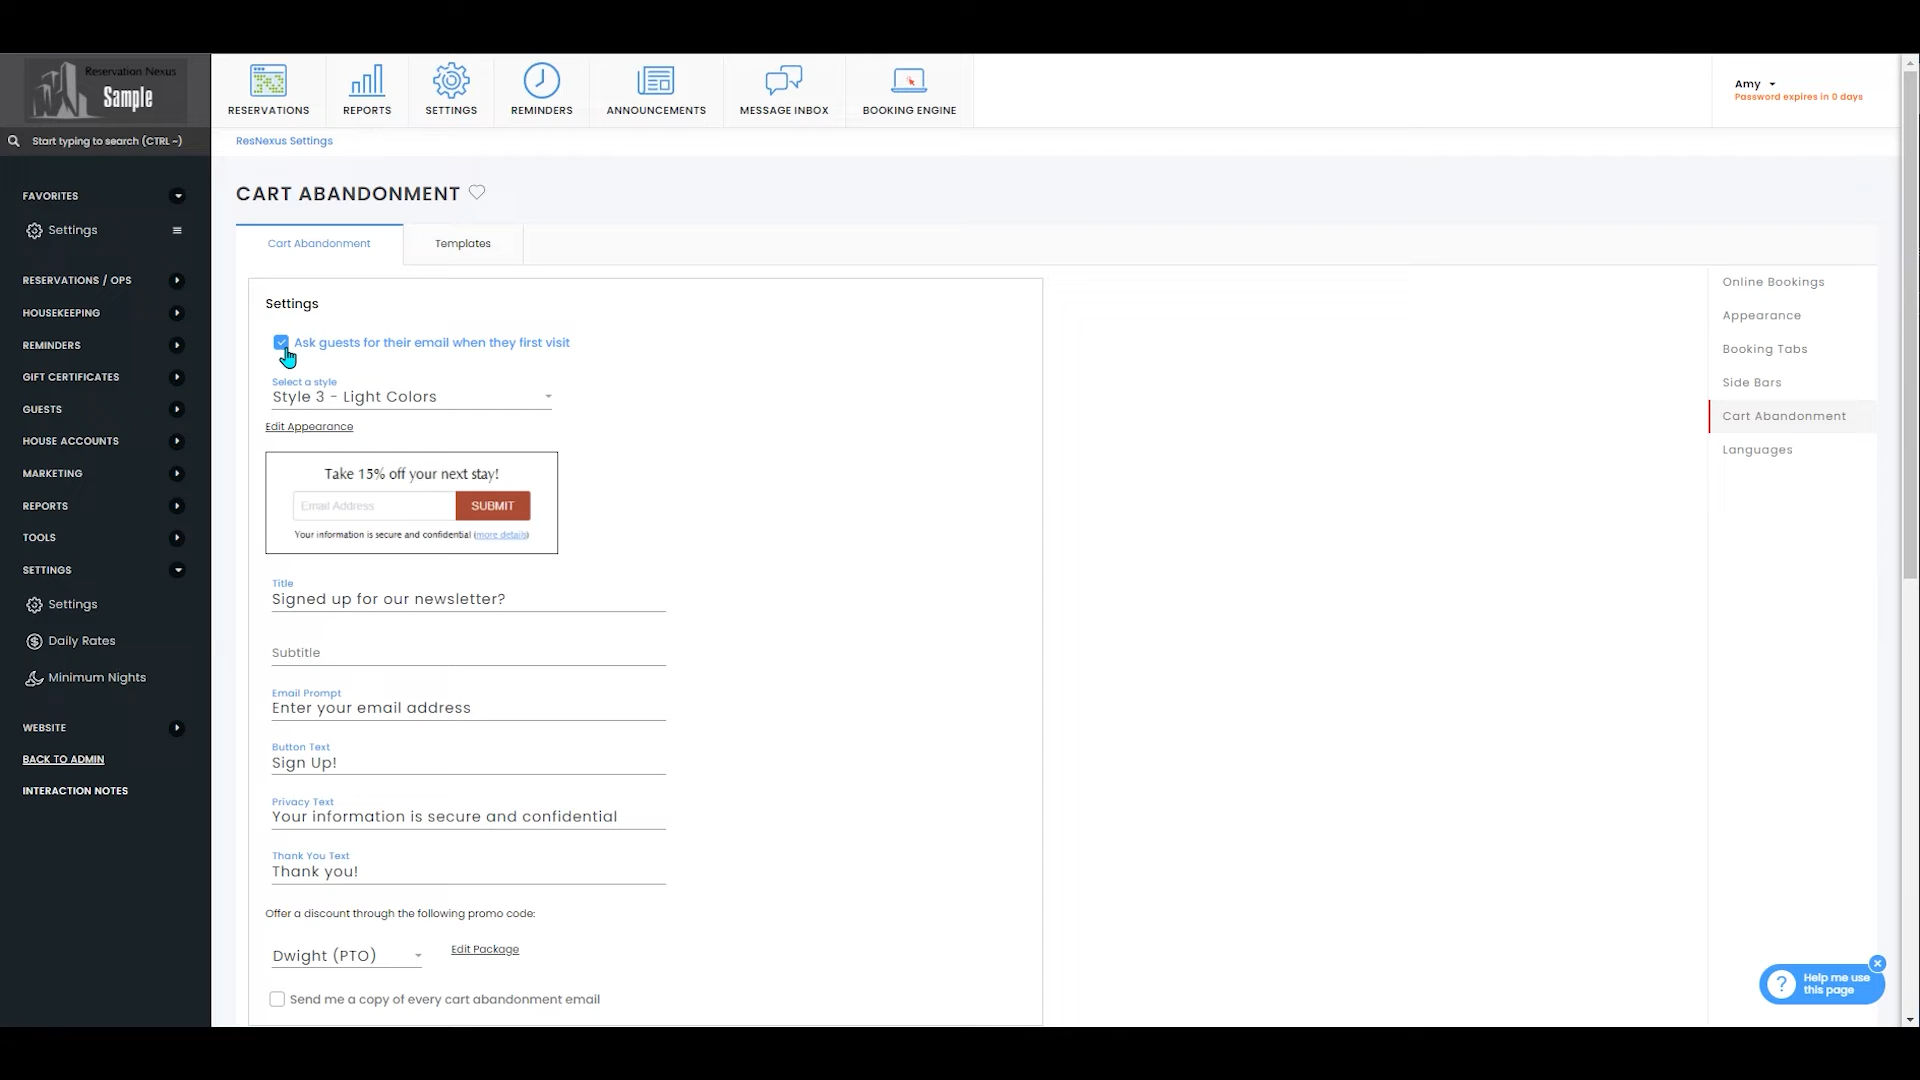 Reservation Nexus
Sample
RESERVATIONS
REPORTS
SETTINGS
REMINDERS
ANNOUNCEMENTS
MESSAGE INBOX
BOOKING ENGINE
Amy
Password expires in 0 days
Start typing to search (CTRL ~)
ResNexus Settings
FAVORITES
Settings
RESERVATIONS / OPS
HOUSEKEEPING
REMINDERS
GIFT CERTIFICATES
GUESTS
HOUSE ACCOUNTS
MARKETING
REPORTS
TOOLS
SETTINGS
Settings
Daily Rates
Minimum Nights
WEBSITE
BACK TO ADMIN
INTERACTION NOTES
CART ABANDONMENT
Cart Abandonment
Templates
Settings
Ask guests for their email when they first visit
Select a style
Style 3 - Light Colors
Edit Appearance
Take 15% off your next stay!
Email Address
SUBMIT
Your information is secure and confidential (more details)
Title
Signed up for our newsletter?
Subtitle
Email Prompt
Enter your email address
Button Text
Sign Up!
Privacy Text
Your information is secure and confidential
Thank You Text
Thank you!
Offer a discount through the following promo code:
Dwight (PTO)
Edit Package
Send me a copy of every cart abandonment email
Online Bookings
Appearance
Booking Tabs
Side Bars
Cart Abandonment
Languages
?
Help me use
this page